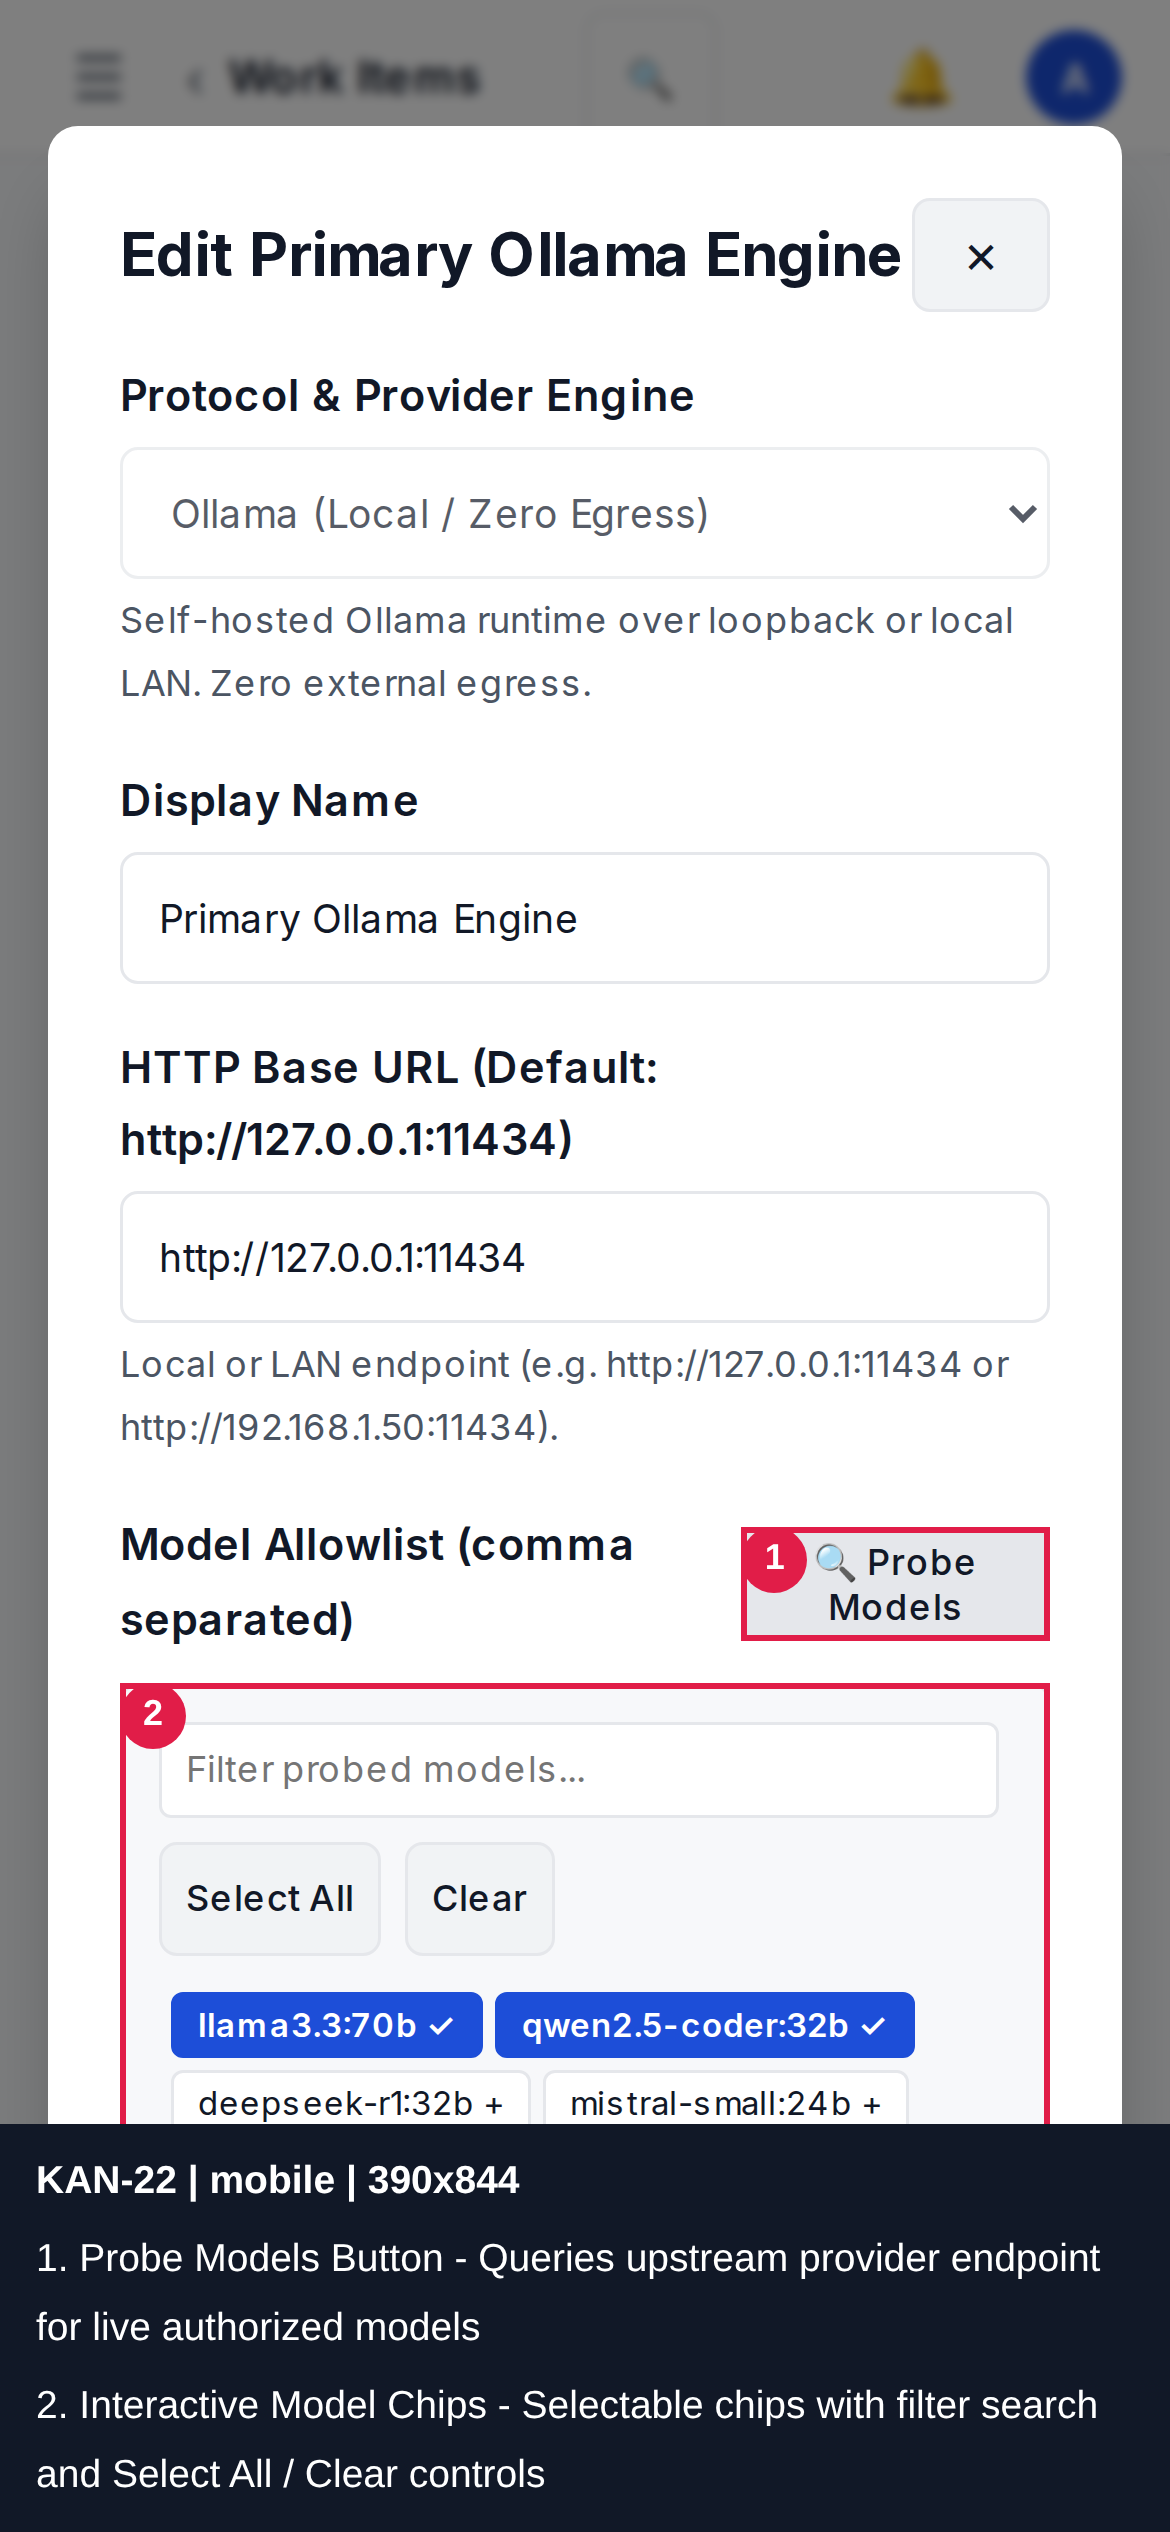 ‹ Work Items
A
Edit Primary Ollama Engine
✕
Protocol & Provider Engine
Ollama (Local / Zero Egress)
Self-hosted Ollama runtime over loopback or local
LAN. Zero external egress.
Display Name
Primary Ollama Engine
HTTP Base URL (Default:
http://127.0.0.1:11434)
http://127.0.0.1:11434
Local or LAN endpoint (e.g. http://127.0.0.1:11434 or
http://192.168.1.50:11434).
Model Allowlist (comma
separated)
1 🔍 Probe
Models
2
Filter probed models...
Select All Clear
llama3.3:70b ✓ qwen2.5-coder:32b ✓
deepseek-r1:32b + mistral-small:24b +
KAN-22 | mobile | 390x844
1. Probe Models Button - Queries upstream provider endpoint
for live authorized models
2. Interactive Model Chips - Selectable chips with filter search
and Select All / Clear controls